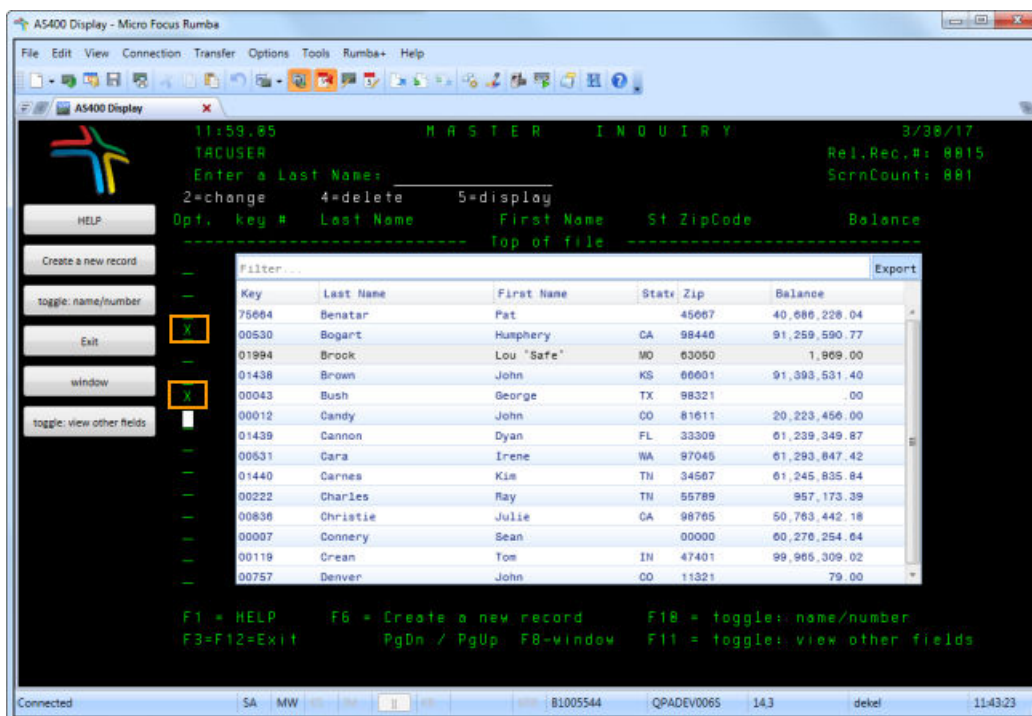 AS400 Display - Micro Focus Rumba
File Edit View Connection Transfer Options Tools Rumba+ Help
AS400 Display
11:59.05 M A S T E R I N Q U I R Y 3/30/17
TACUSER Rel.Rec.#: 0015
Enter a Last Name: ScrnCount: 001
2=change 4=delete 5=display
HELP
Opt. key # Last Name First Name St ZipCode Balance
Top of file
Create a new record
Filter... Export
toggle: name/number
Key Last Name First Name State Zip Balance
75664 Benatar Pat 45667 40,686,228.04
X
00530 Bogart Humphery CA 98446 91,259,590.77
Exit
01994 Brook Lou "Safe" MO 63050 1,969.00
window
01438 Brown John KS 66601 91,393,531.40
X
00043 Bush George TX 98321 .00
00012 Candy John CO 81611 20,223,456.00
toggle: view other fields
01439 Cannon Dyan FL 33309 61,239,349.87
00531 Cara Irene WA 97045 61,293,847.42
01440 Carnes Kim TN 34567 61,245,835.84
00222 Charles Ray TN 55789 957,173.39
00836 Christie Julie CA 98765 50,763,442.18
00007 Connery Sean 00000 60,276,254.64
00119 Crean Tom IN 47401 99,965,309.02
00757 Denver John CO 11321 79.00
F1 = HELP F6 = Create a new record F10 = toggle: name/number
F3=F12=Exit PgDn / PgUp F8-window F11 = toggle: view other fields
Connected SA MW II B1005544 QPADEV006S 14,3 dekel 11:43:23